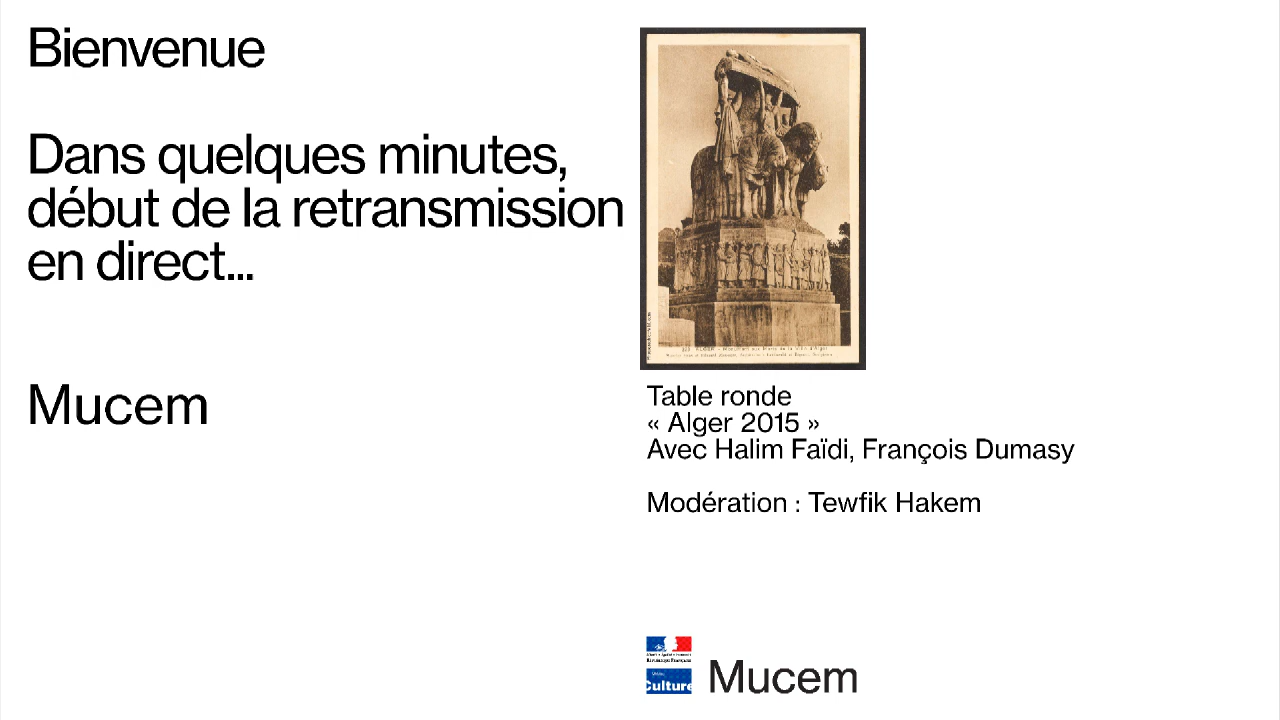 Bienvenue
Dans quelques minutes,
début de la retransmission
en direct...
Mucem
Table ronde
« Alger 2015 »
Avec Halim Faïdi, François Dumasy
Modération : Tewfik Hakem
Culture
Mucem